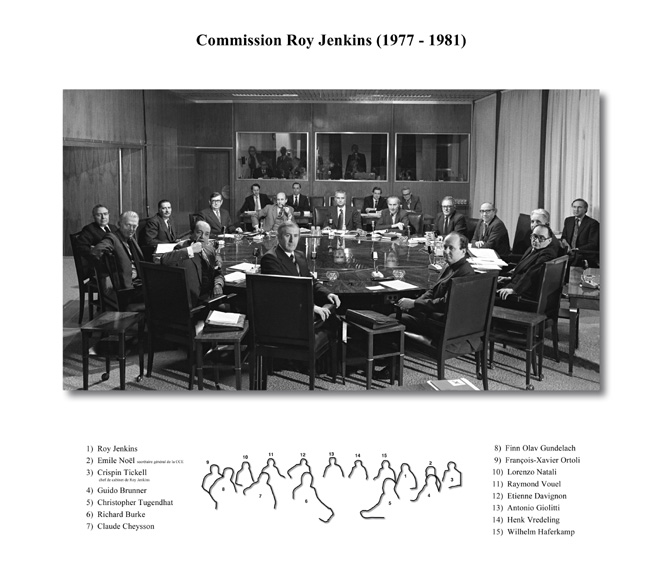 Commission Roy Jenkins (1977 - 1981)
1) Roy Jenkins
2) Emile Noël secrétaire général de la CCE
3) Crispin Tickell
chef de cabinet de Roy Jenkins
4) Guido Brunner
5) Christopher Tugendhat
6) Richard Burke
7) Claude Cheysson
8) Finn Olav Gundelach
9) François-Xavier Ortoli
10) Lorenzo Natali
11) Raymond Vouel
12) Etienne Davignon
13) Antonio Giolitti
14) Henk Vredeling
15) Wilhelm Haferkamp
9 10 11 12 13 14 15 2
8 7 6 5 4 1 3